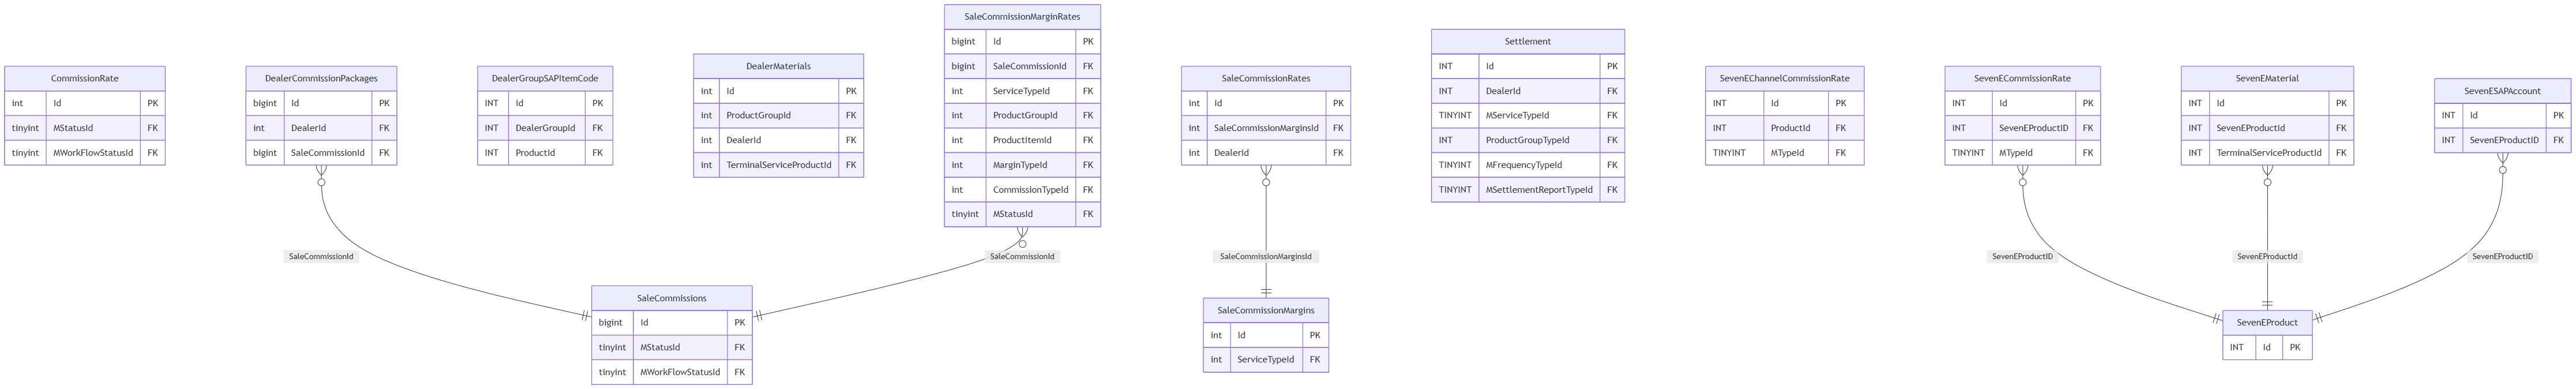 CommissionRate
int Id PK
tinyint MStatusId FK
tinyint MWorkFlowStatusId FK
DealerCommissionPackages
bigint Id PK
int DealerId FK
bigint SaleCommissionId FK
DealerGroupSAPItemCode
INT Id PK
INT DealerGroupId FK
INT ProductId FK
DealerMaterials
int Id PK
int ProductGroupId FK
int DealerId FK
int TerminalServiceProductId FK
SaleCommissionMarginRates
bigint Id PK
bigint SaleCommissionId FK
int ServiceTypeId FK
int ProductGroupId FK
int ProductItemId FK
int MarginTypeId FK
int CommissionTypeId FK
tinyint MStatusId FK
SaleCommissionRates
int Id PK
int SaleCommissionMarginsId FK
int DealerId FK
Settlement
INT Id PK
INT DealerId FK
TINYINT MServiceTypeId FK
INT ProductGroupTypeId FK
TINYINT MFrequencyTypeId FK
TINYINT MSettlementReportTypeId FK
SevenEChannelCommissionRate
INT Id PK
INT ProductId FK
TINYINT MTypeId FK
SevenECommissionRate
INT Id PK
INT SevenEProductID FK
TINYINT MTypeId FK
SevenEMaterial
INT Id PK
INT SevenEProductId FK
INT TerminalServiceProductId FK
SevenESAPAccount
INT Id PK
INT SevenEProductID FK
SaleCommissionId
SaleCommissionId
SaleCommissionMarginsId
SevenEProductID
SevenEProductId
SevenEProductID
SaleCommissions
bigint Id PK
tinyint MStatusId FK
tinyint MWorkFlowStatusId FK
SaleCommissionMargins
int Id PK
int ServiceTypeId FK
SevenEProduct
INT Id PK